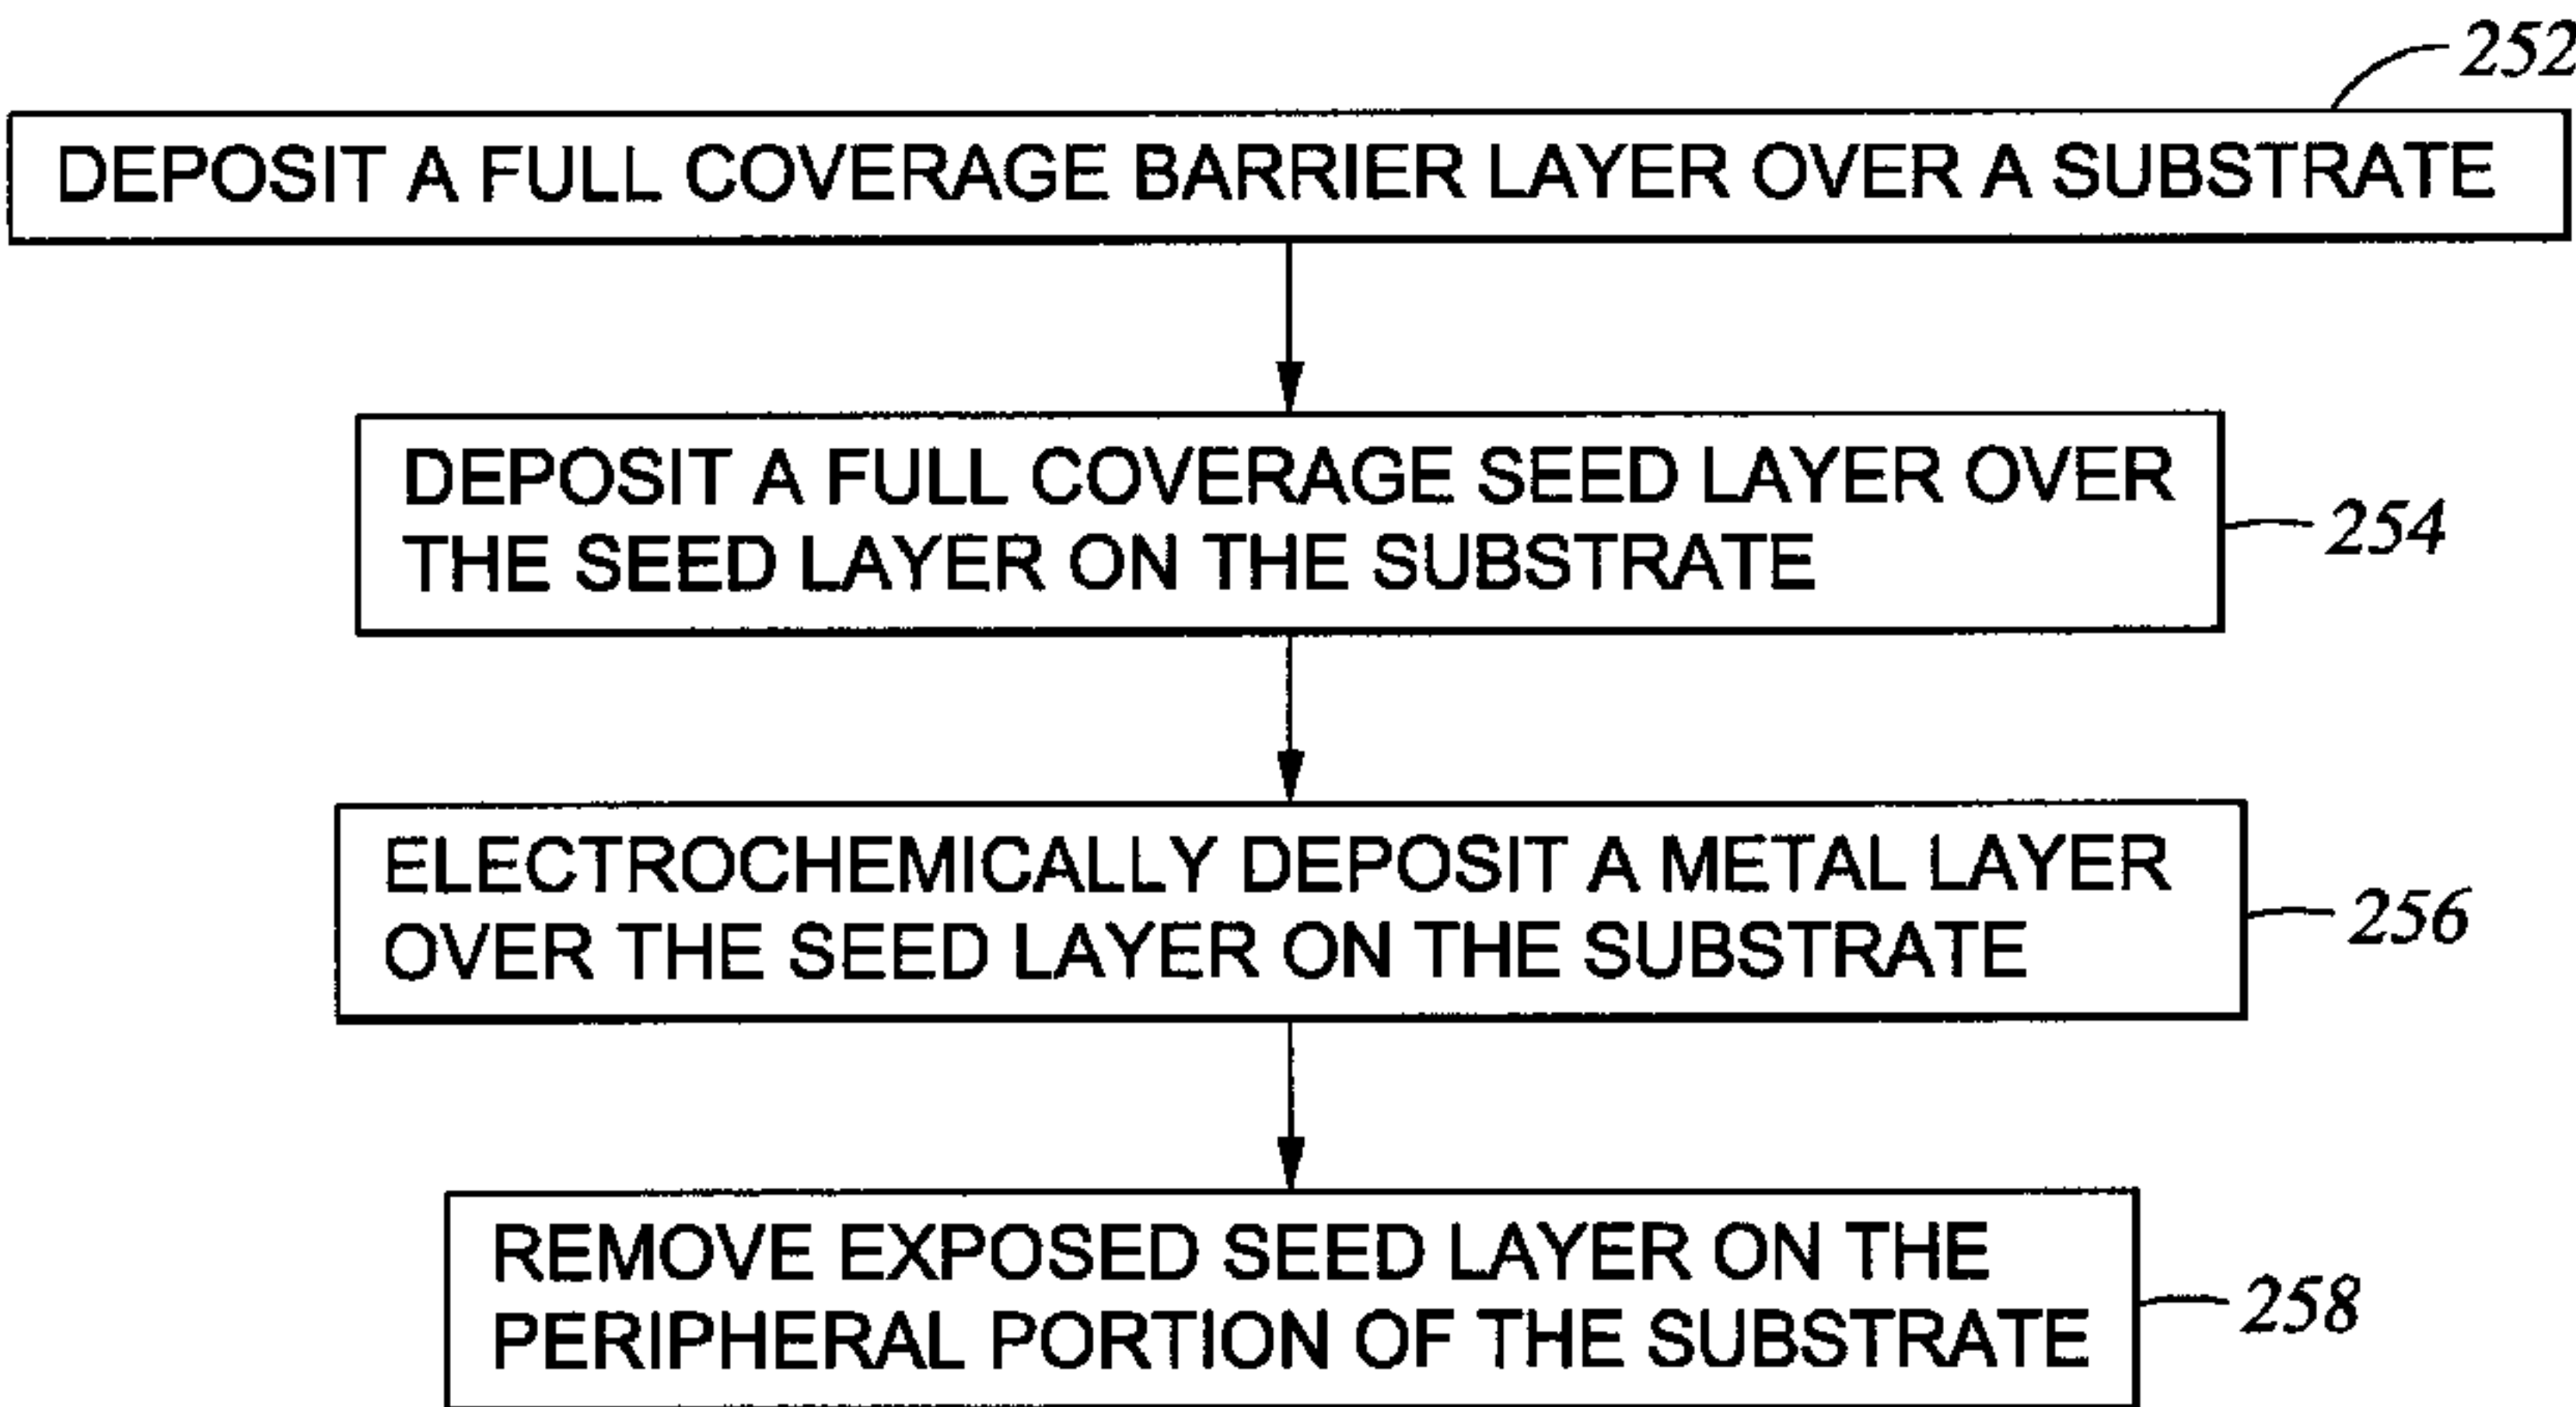 252
DEPOSIT A FULL COVERAGE BARRIER LAYER OVER A SUBSTRATE
DEPOSIT A FULL COVERAGE SEED LAYER OVER
THE SEED LAYER ON THE SUBSTRATE
254
ELECTROCHEMICALLY DEPOSIT A METAL LAYER
OVER THE SEED LAYER ON THE SUBSTRATE
256
REMOVE EXPOSED SEED LAYER ON THE
PERIPHERAL PORTION OF THE SUBSTRATE
258